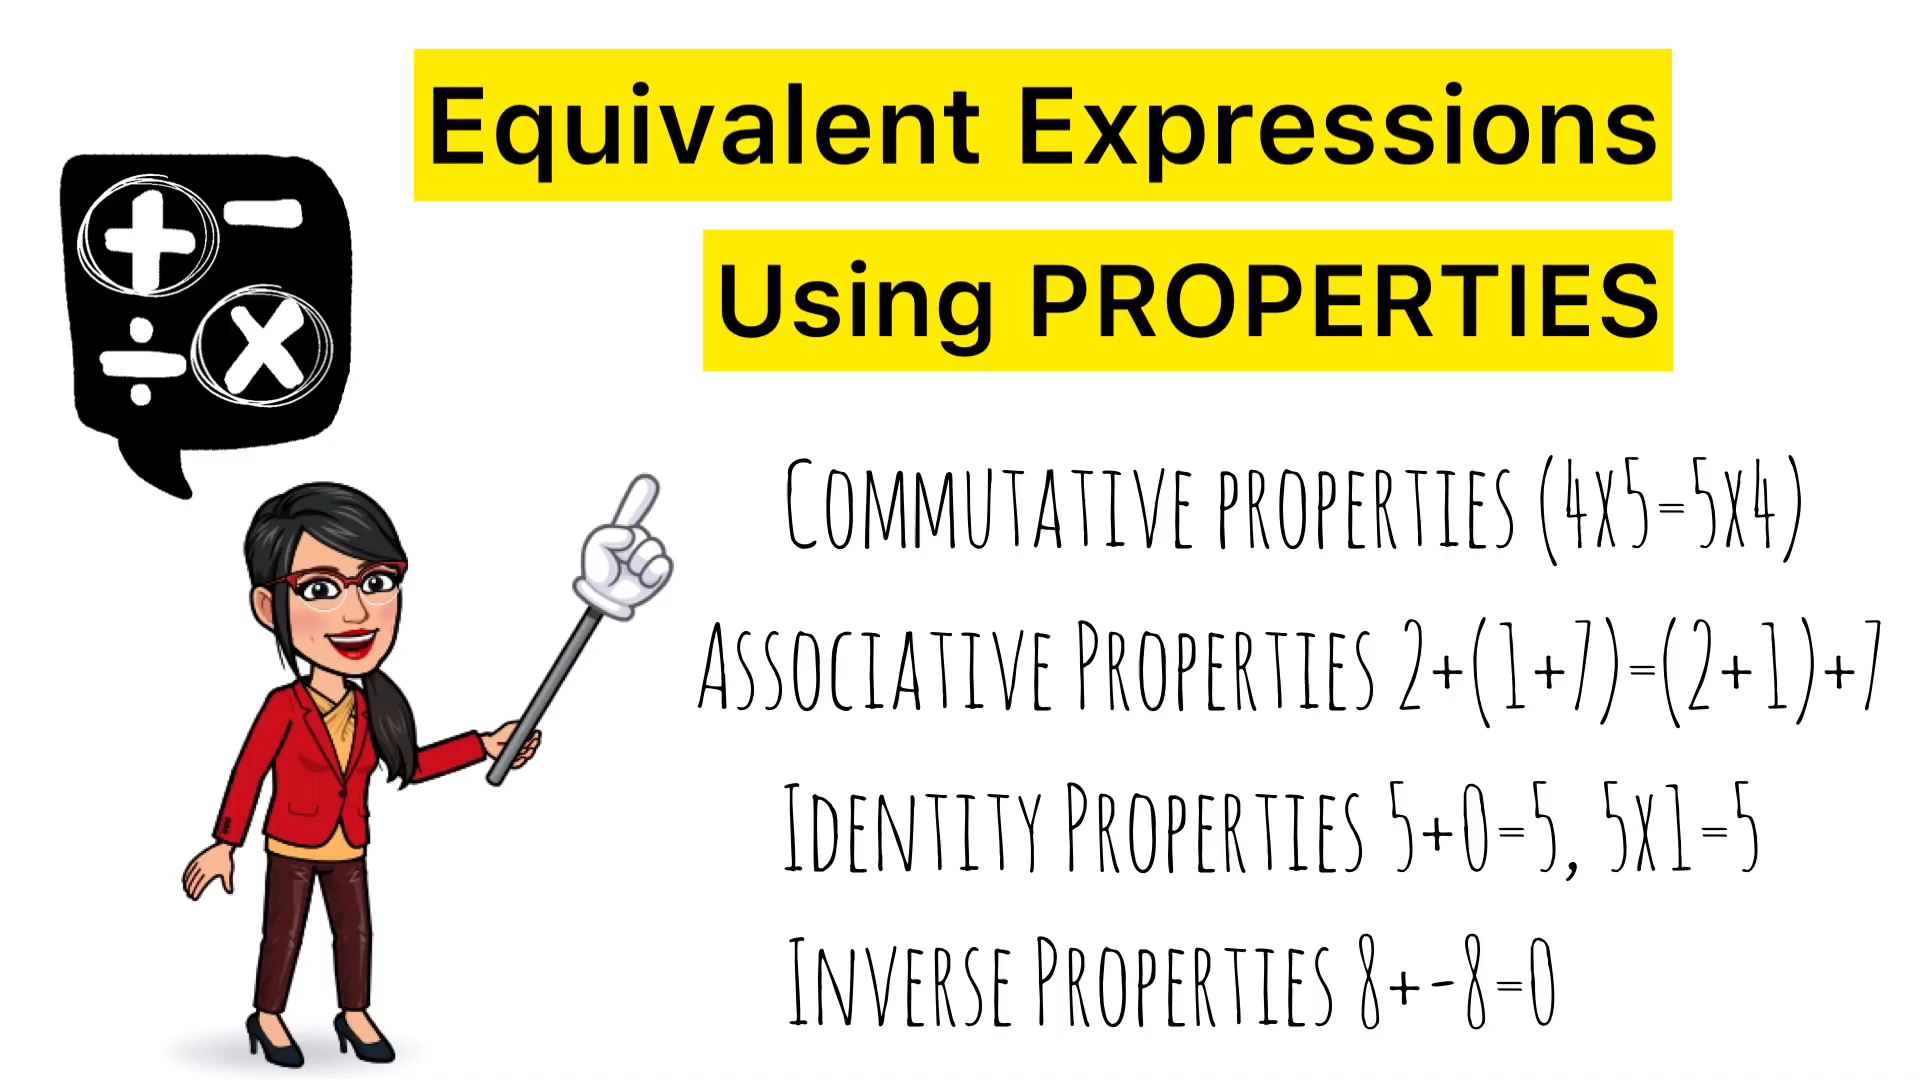 Equivalent Expressions
Using PROPERTIES
Commutative properties (4x5=5x4)
Associative Properties 2+(1+7)=(2+1)+7
Identity Properties 5+0=5, 5x1=5
Inverse Properties 8+-8=0